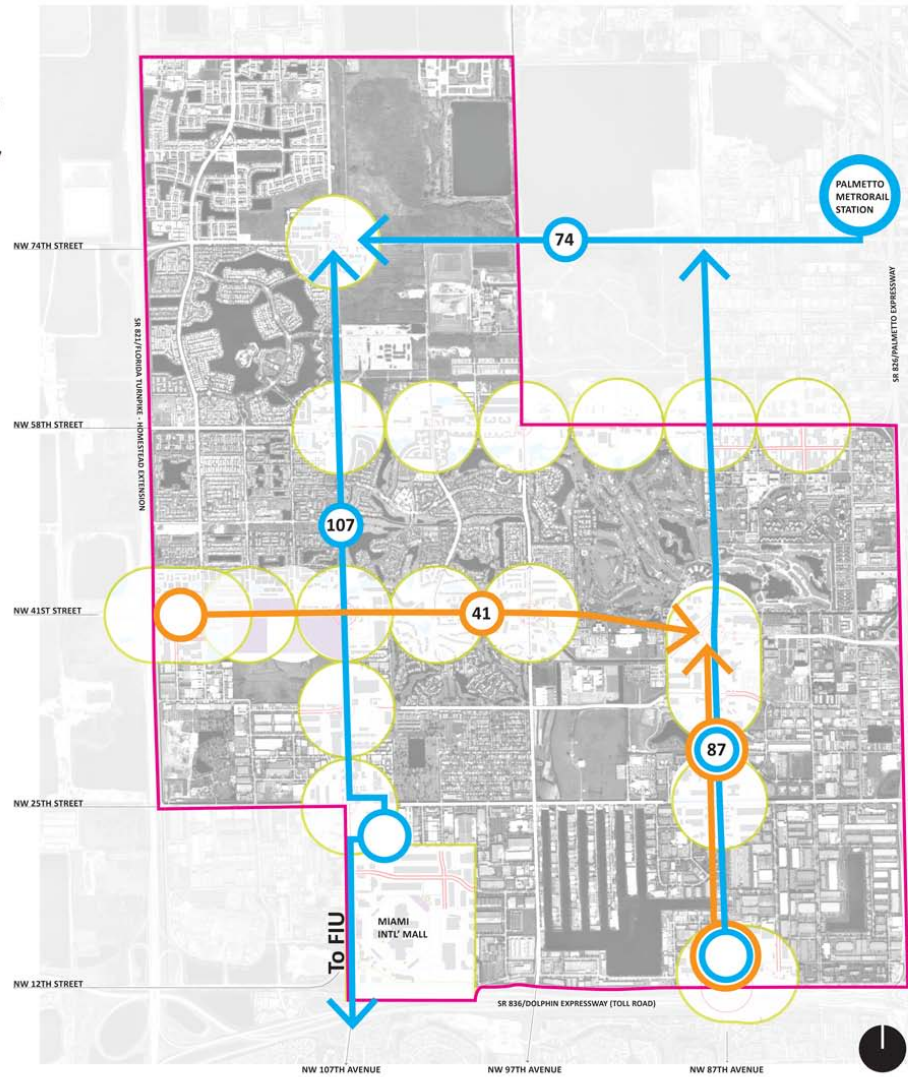 PALMETTO
METRORAIL
STATION
NW 74TH STREET
74
SR 826/PALMETTO EXPRESSWAY
SR 821/FLORIDA TURNPIKE - HOMESTEAD EXTENSION
NW 58TH STREET
107
NW 41ST STREET
41
87
NW 25TH STREET
To FIU
MIAMI
INTL' MALL
NW 12TH STREET
SR 836/DOLPHIN EXPRESSWAY (TOLL ROAD)
NW 107TH AVENUE
NW 97TH AVENUE
NW 87TH AVENUE